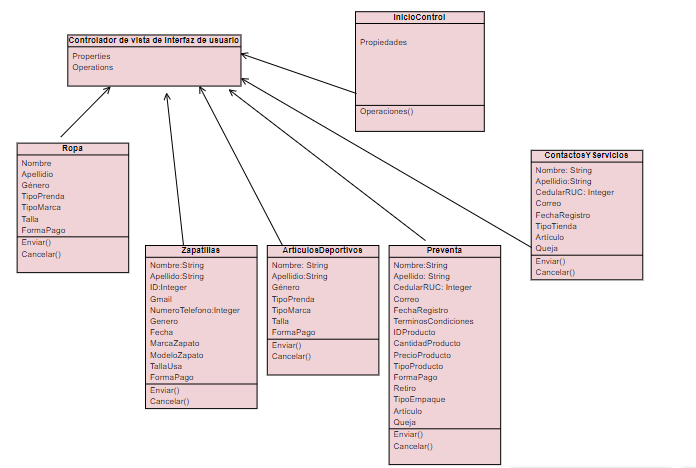 Controlador de vista de interfaz de usuario
Properties
Operations
InicioControl
Propiedades
Operaciones()
Ropa
Nombre
Apellidio
Género
TipoPrenda
TipoMarca
Talla
FormaPago
Enviar()
Cancelar()
Zapatillas
Nombre:String
Apellido:String
ID:Integer
Gmail
NumeroTelefono:Integer
Genero
Fecha
MarcaZapato
ModeloZapato
TallaUsa
FormaPago
Enviar()
Cancelar()
ArticulosDeportivos
Nombre: String
Apellidio:String
Género
TipoPrenda
TipoMarca
Talla
FormaPago
Enviar()
Cancelar()
Preventa
Nombre:String
Apellido: String
CedularRUC: Integer
Correo
FechaRegistro
TerminosCondiciones
IDProducto
CantidadProducto
PrecioProducto
TipoProducto
FormaPago
Retiro
TipoEmpaque
Artículo
Queja
Enviar()
Cancelar()
ContactosYServicios
Nombre: String
Apellidio:String
CedularRUC: Integer
Correo
FechaRegistro
TipoTienda
Artículo
Queja
Enviar()
Cancelar()